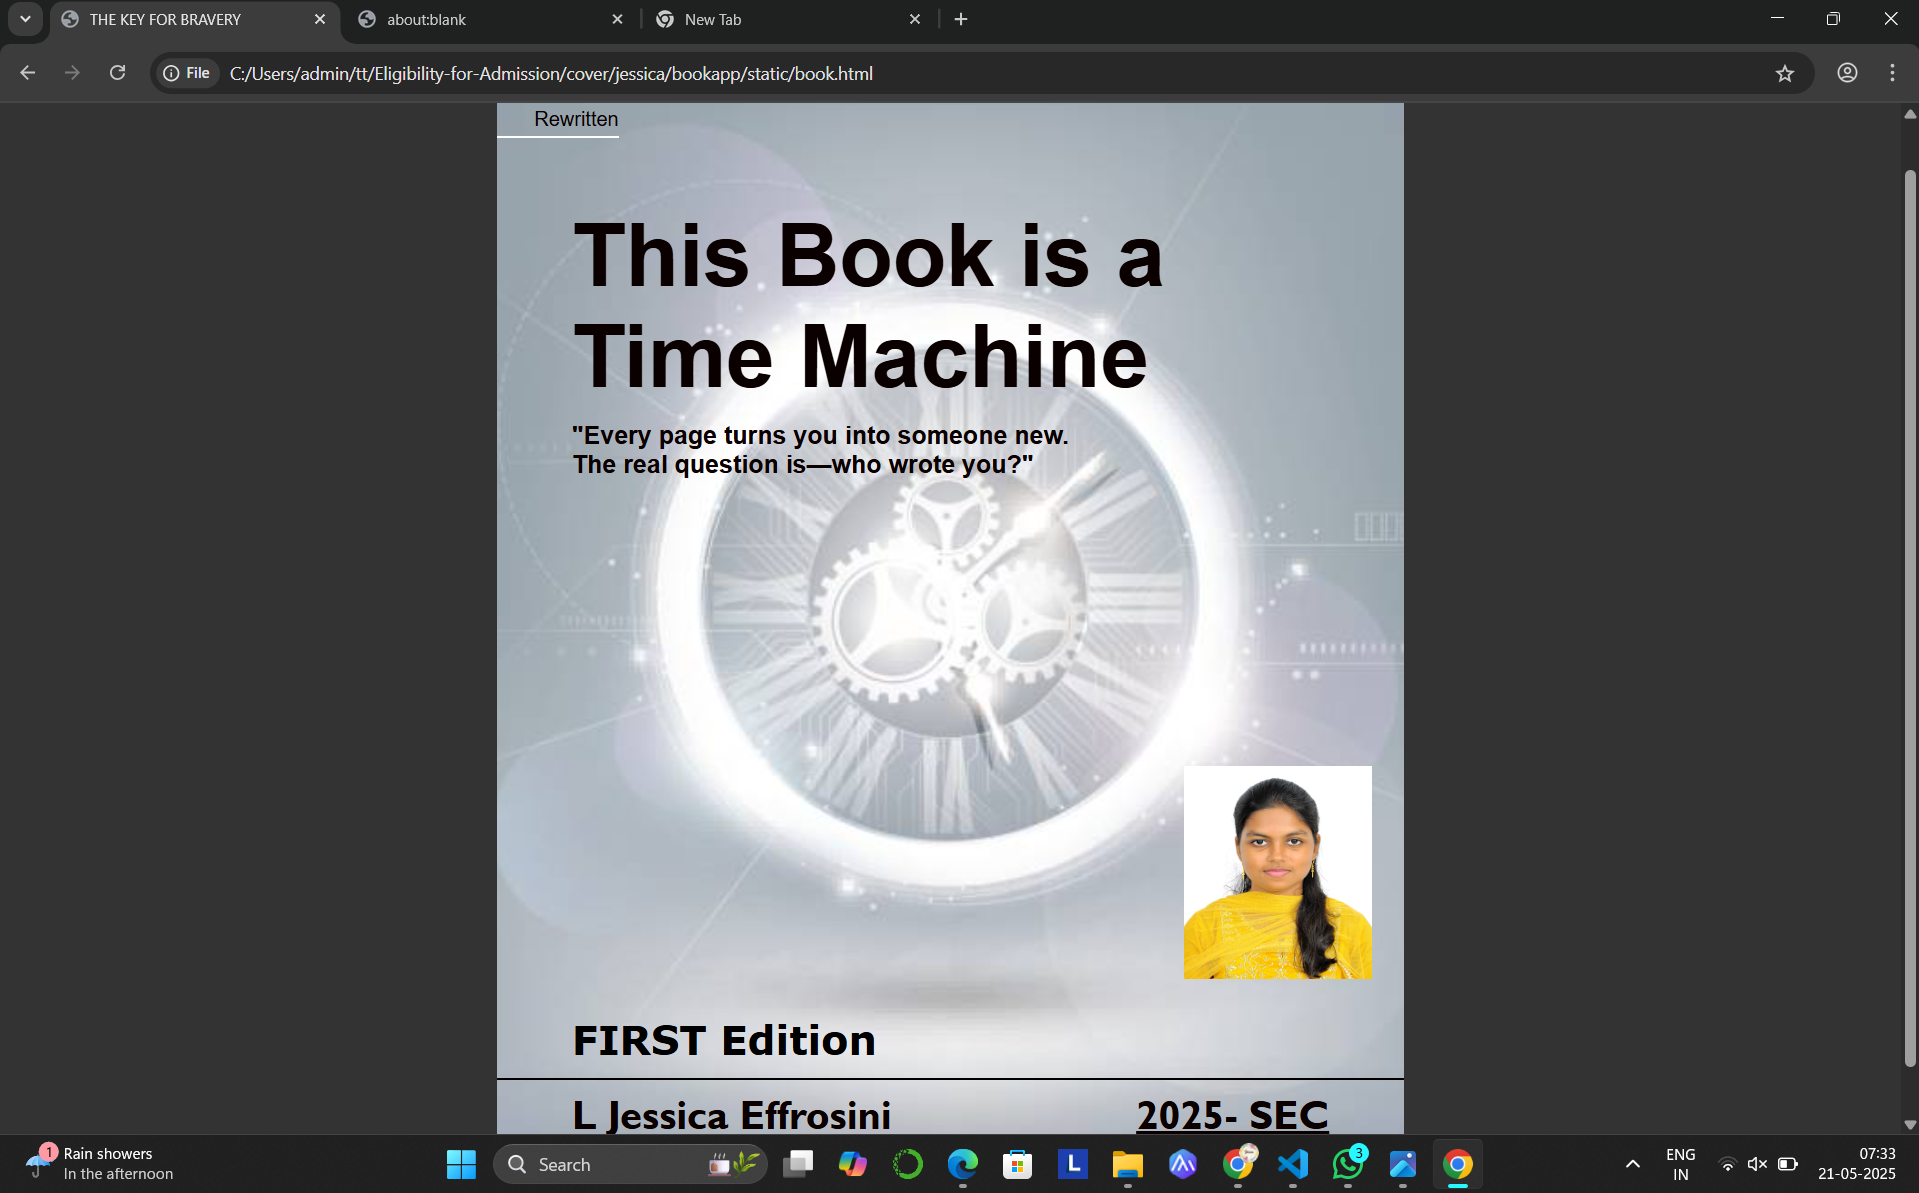 THE KEY FOR BRAVERY
about:blank
New Tab
File
C:/Users/admin/tt/Eligibility-for-Admission/cover/jessica/bookapp/static/book.html
Rewritten
This Book is a
Time Machine
"Every page turns you into someone new.
The real question is—who wrote you?"
FIRST Edition
L Jessica Effrosini
2025- SEC
1
Rain showers
In the afternoon
Search
L
3
ENG
IN
07:33
21-05-2025